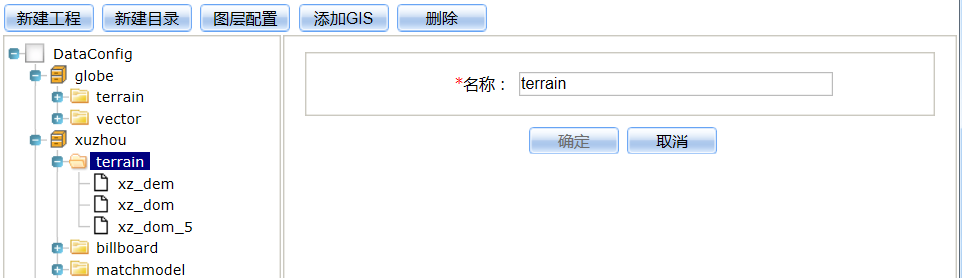 新建工程 新建目录 图层配置 添加GIS 删除
DataConfig
globe
terrain
vector
xuzhou
terrain
xz_dem
xz_dom
xz_dom_5
billboard
matchmodel
*名称： terrain
确定 取消